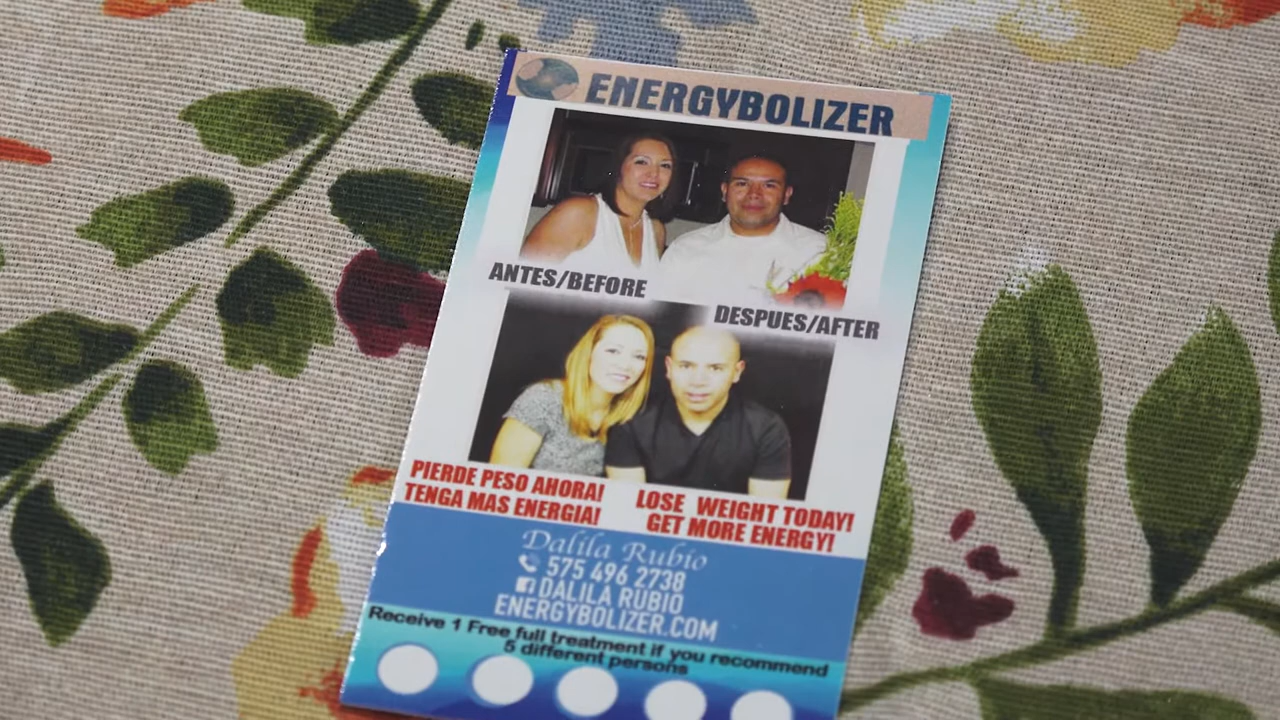 ENERGYBOLIZER
ANTES/BEFORE
DESPUES/AFTER
PIERDE PESO AHORA!
TENGA MAS ENERGIA!
LOSE WEIGHT TODAY!
GET MORE ENERGY!
Dalila Rubio
575 496 2738
DALILA RUBIO
ENERGYBOLIZER.COM
Receive 1 Free full treatment if you recommend
5 different persons